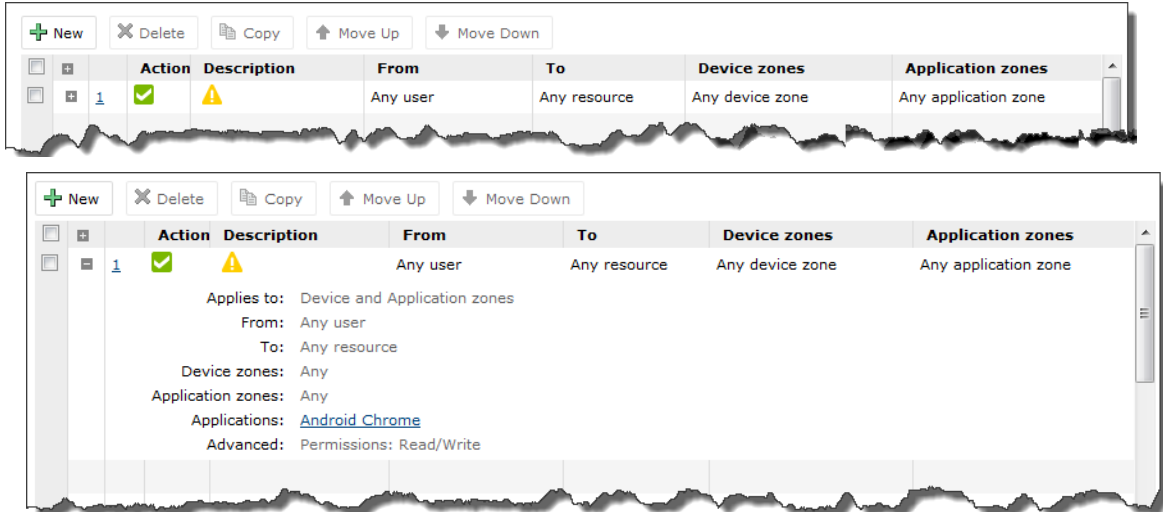 New Delete Copy Move Up Move Down
Action Description From To Device zones Application zones
1 Any user Any resource Any device zone Any application zone
New Delete Copy Move Up Move Down
Action Description From To Device zones Application zones
1 Any user Any resource Any device zone Any application zone
Applies to: Device and Application zones
From: Any user
To: Any resource
Device zones: Any
Application zones: Any
Applications: Android Chrome
Advanced: Permissions: Read/Write